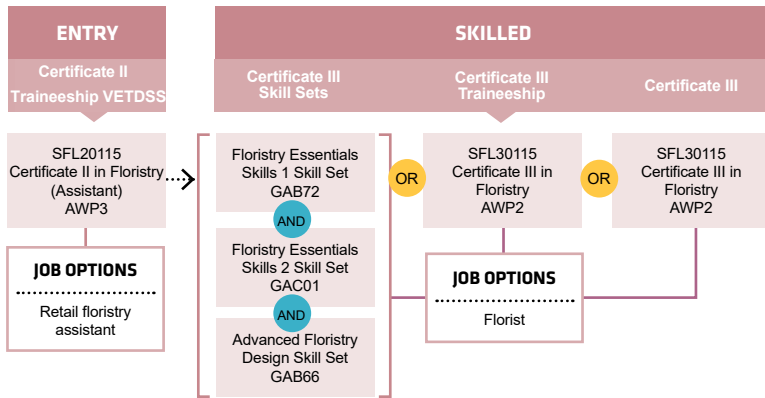 ENTRY
SKILLED
Certificate II
Traineeship VETDSS
Certificate III
Skill Sets
Certificate III
Traineeship
Certificate III
SFL20115
Certificate II in Floristry
(Assistant)
AWP3
JOB OPTIONS
Retail floristry
assistant
Floristry Essentials
Skills 1 Skill Set
GAB72
AND
Floristry Essentials
Skills 2 Skill Set
GAC01
AND
Advanced Floristry
Design Skill Set
GAB66
OR
SFL30115
Certificate III in
Floristry
AWP2
OR
SFL30115
Certificate III in
Floristry
AWP2
JOB OPTIONS
Florist